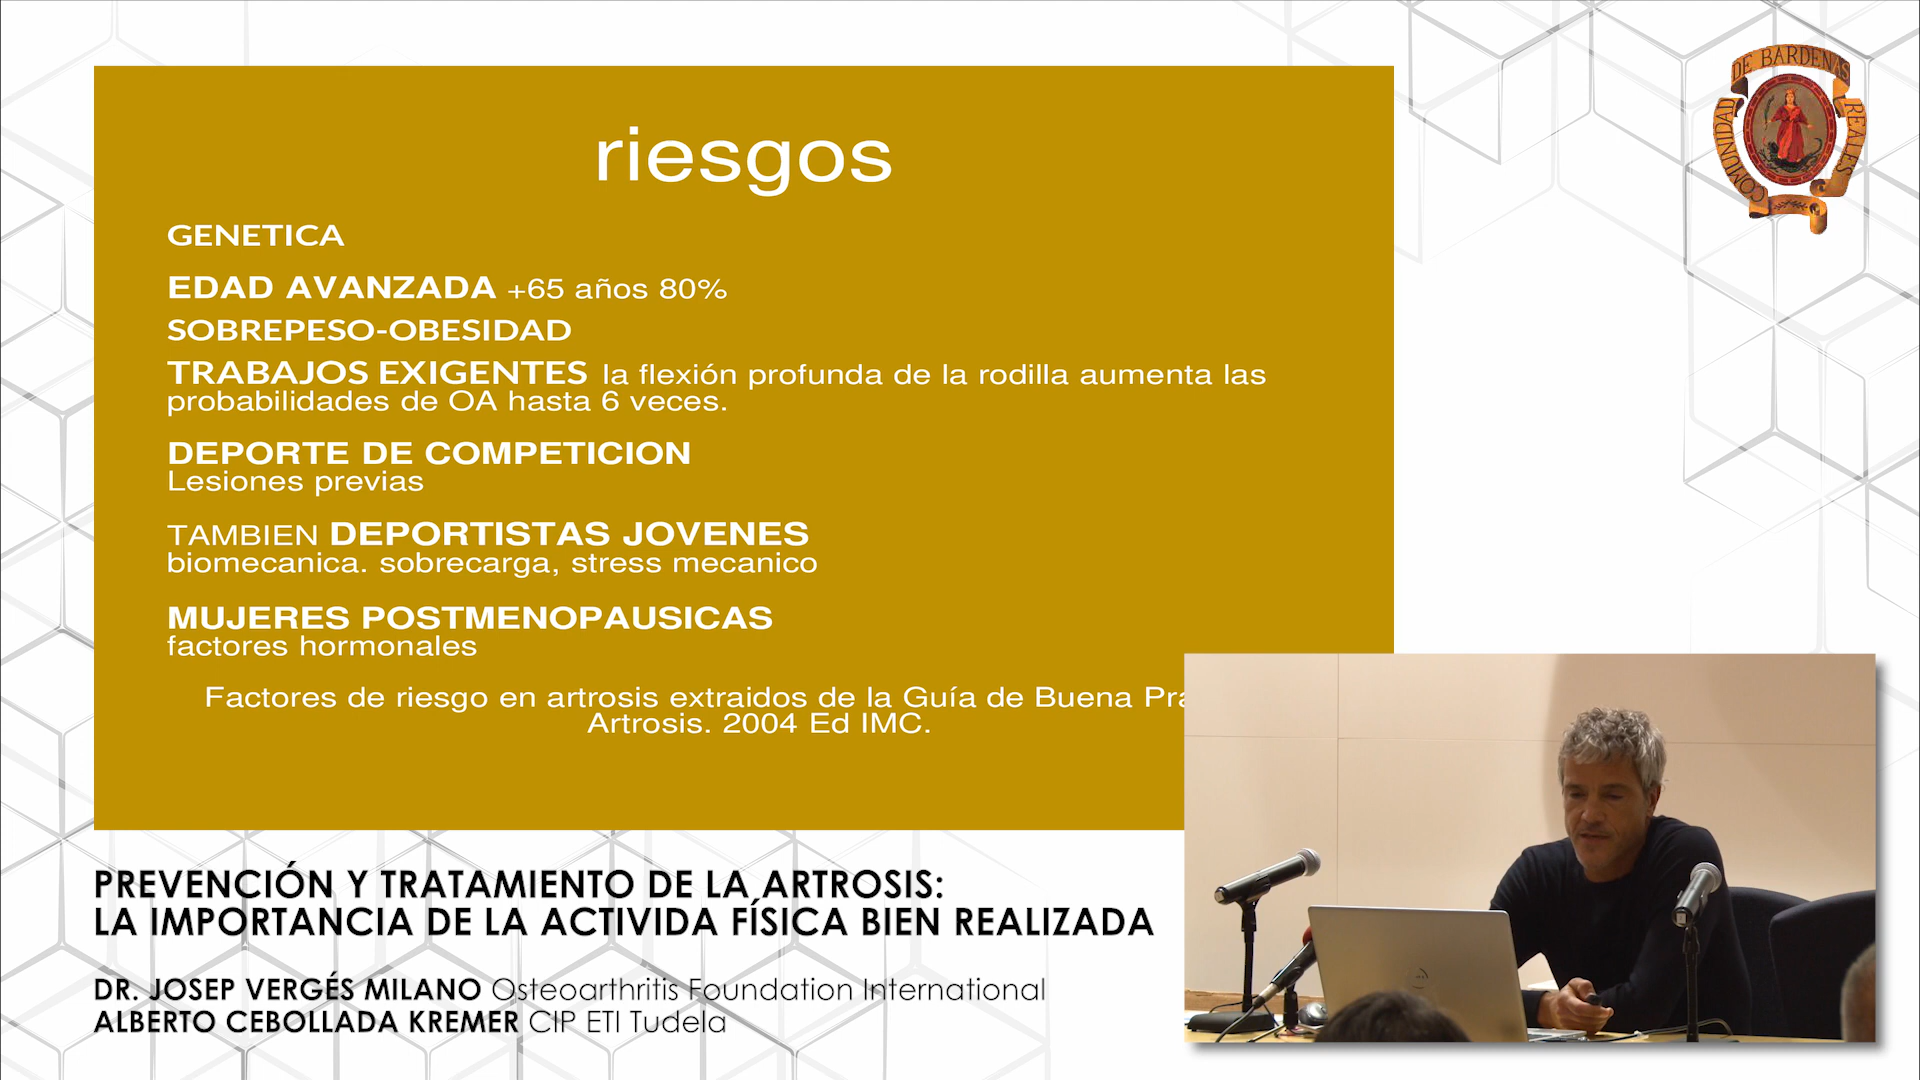 riesgos
GENETICA
EDAD AVANZADA +65 años 80%
SOBREPESO-OBESIDAD
TRABAJOS EXIGENTES la flexión profunda de la rodilla aumenta las
probabilidades de OA hasta 6 veces.
DEPORTE DE COMPETICION
Lesiones previas
TAMBIEN DEPORTISTAS JOVENES
biomecanica. sobrecarga, stress mecanico
MUJERES POSTMENOPAUSICAS
factores hormonales
Factores de riesgo en artrosis extraidos de la Guía de Buena
Artrosis. 2004 Ed IMC.
COMUNIDAD
DE BARDENAS
REALES
PREVENCIÓN Y TRATAMIENTO DE LA ARTROSIS:
LA IMPORTANCIA DE LA ACTIVIDA FÍSICA BIEN REALIZADA
DR. JOSEP VERGÉS MILANO Osteoarthritis Foundation International
ALBERTO CEBOLLADA KREMER CIP ETI Tudela